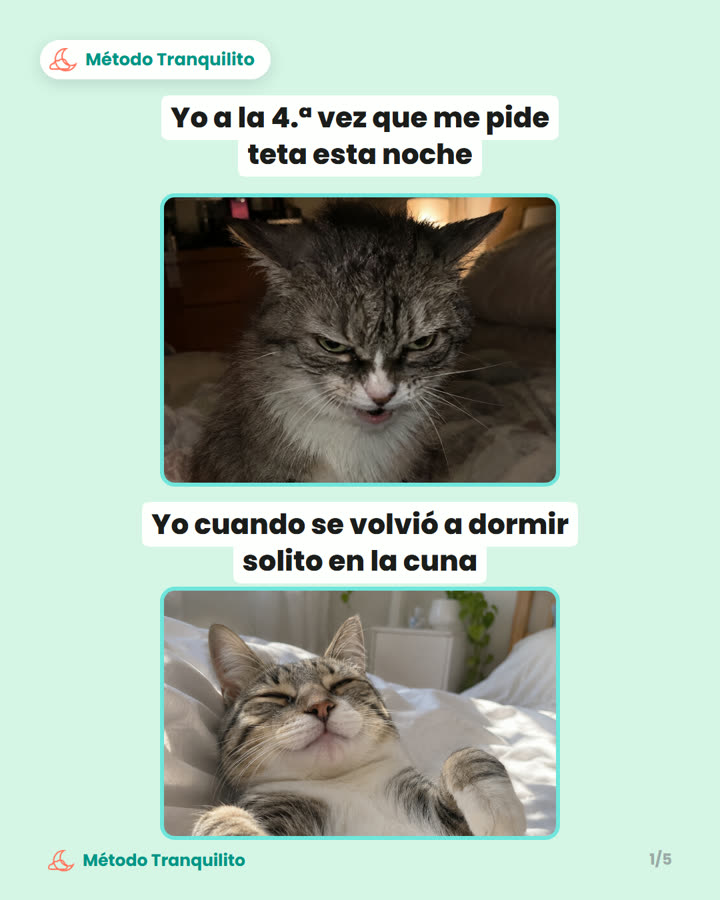 Método Tranquilito
Yo a la 4.ª vez que me pide
teta esta noche
Yo cuando se volvió a dormir
solito en la cuna
Método Tranquilito
1/5